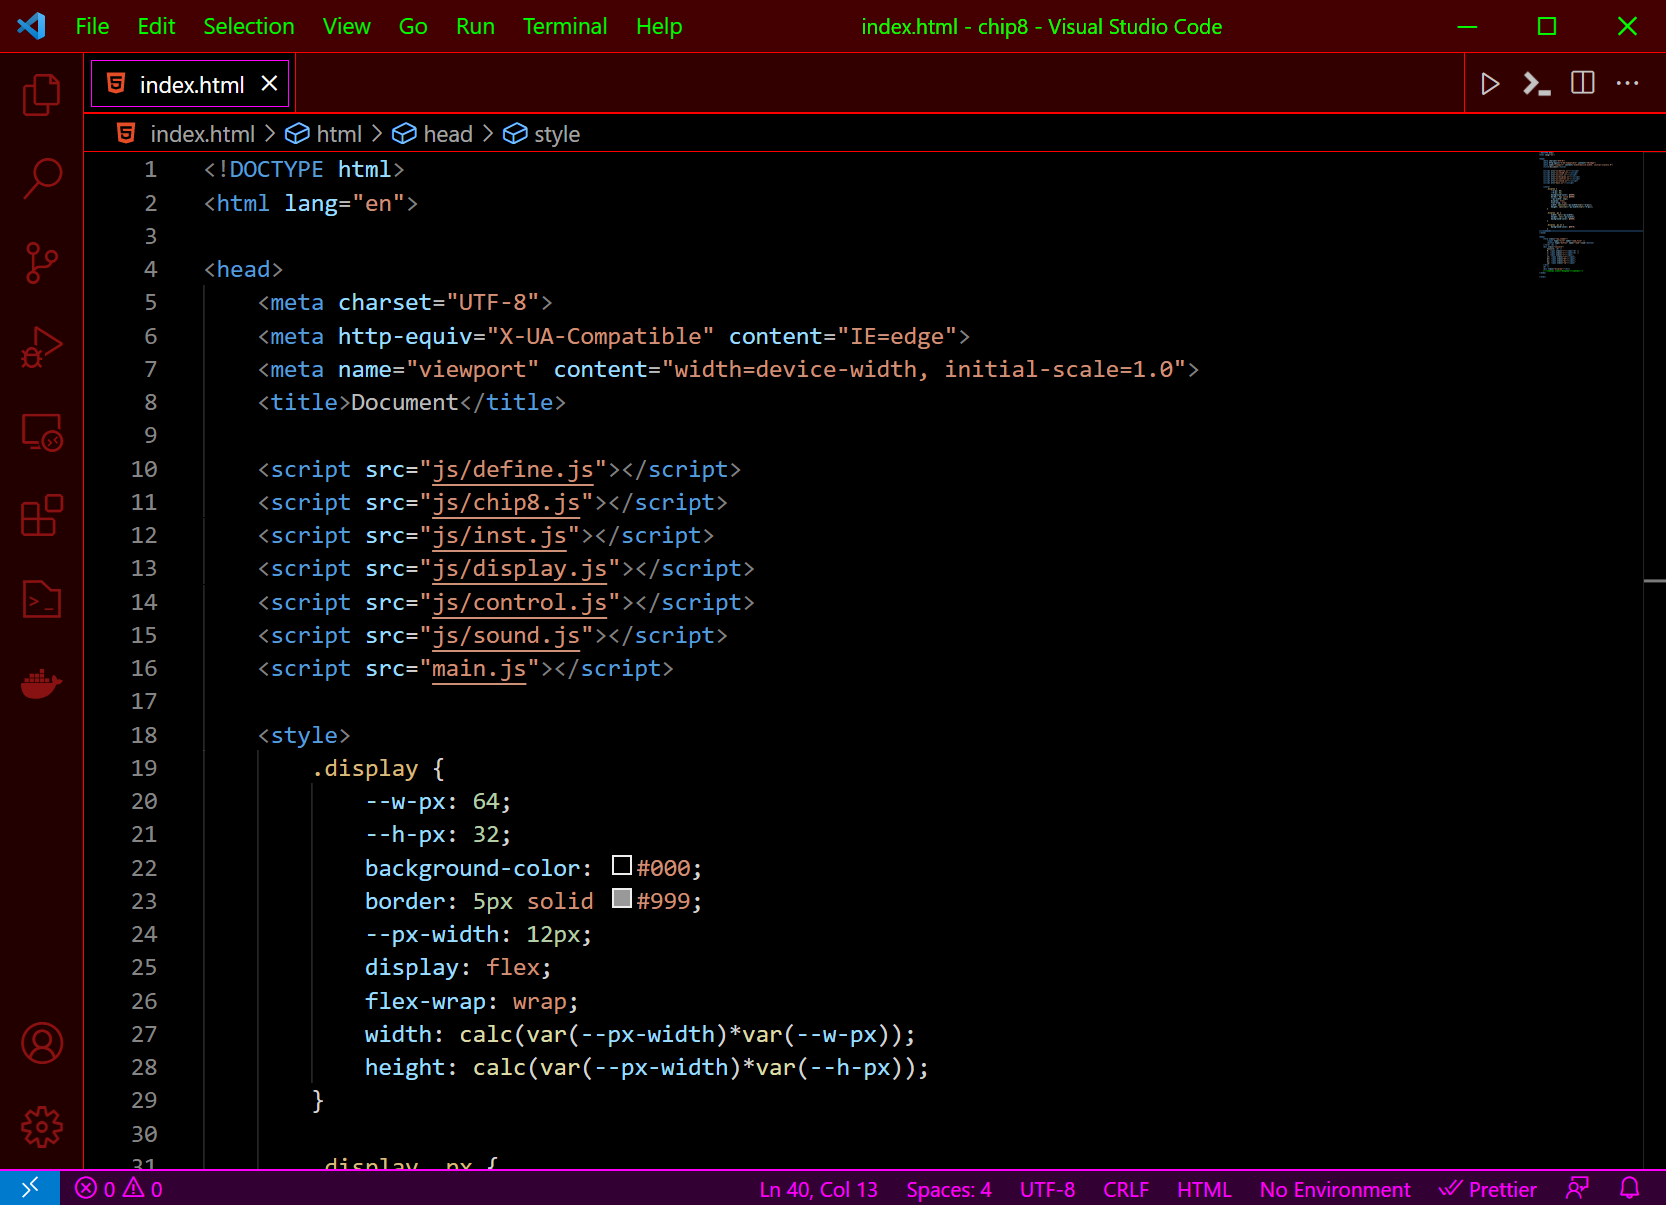 File Edit Selection View Go Run Terminal Help index.html - chip8 - Visual Studio Code
index.html
index.html > html > head > style
1 <!DOCTYPE html>
2 <html lang="en">
3
4 <head>
5 <meta charset="UTF-8">
6 <meta http-equiv="X-UA-Compatible" content="IE=edge">
7 <meta name="viewport" content="width=device-width, initial-scale=1.0">
8 <title>Document</title>
9
10 <script src="js/define.js"></script>
11 <script src="js/chip8.js"></script>
12 <script src="js/inst.js"></script>
13 <script src="js/display.js"></script>
14 <script src="js/control.js"></script>
15 <script src="js/sound.js"></script>
16 <script src="main.js"></script>
17
18 <style>
19 .display {
20 --w-px: 64;
21 --h-px: 32;
22 background-color: #000;
23 border: 5px solid #999;
24 --px-width: 12px;
25 display: flex;
26 flex-wrap: wrap;
27 width: calc(var(--px-width)*var(--w-px));
28 height: calc(var(--px-width)*var(--h-px));
29 }
30
31 .display .px {
0 0 Ln 40, Col 13 Spaces: 4 UTF-8 CRLF HTML No Environment Prettier